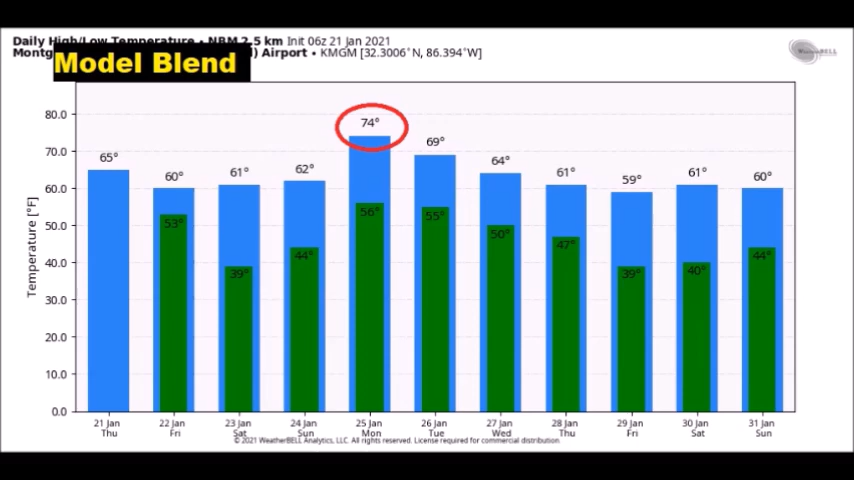 Daily High/Low Temperature • NBM 2.5 km Init 06z 21 Jan 2021
Montg l) Airport • KMGM [32.3006°N, 86.394°W]
Model Blend
WeatherBELL
Temperature [°F]
80.0
70.0
60.0
50.0
40.0
30.0
20.0
10.0
0.0
65° 60° 61° 62° 74° 69° 64° 61° 59° 61° 60°
53° 39° 44° 56° 55° 50° 47° 39° 40° 44°
21 Jan 22 Jan 23 Jan 24 Jan 25 Jan 26 Jan 27 Jan 28 Jan 29 Jan 30 Jan 31 Jan
Thu Fri Sat Sun Mon Tue Wed Thu Fri Sat Sun
© 2021 WeatherBELL Analytics, LLC. All rights reserved. License required for commercial distribution.